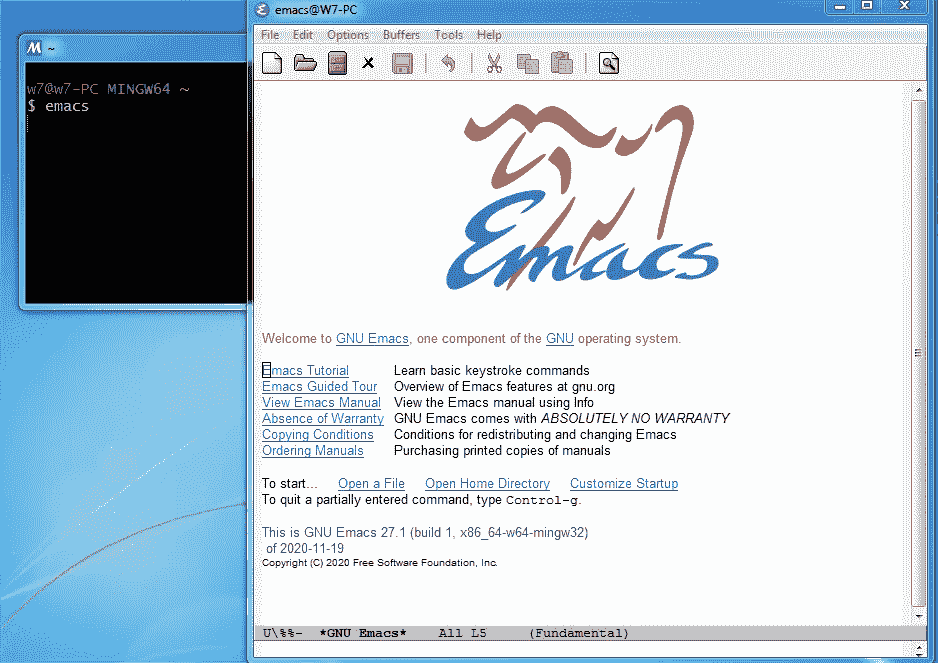 emacs@W7-PC
File Edit Options Buffers Tools Help
M ~
w7@w7-PC MINGW64 ~
$ emacs
Emacs
Welcome to GNU Emacs, one component of the GNU operating system.
Emacs Tutorial Learn basic keystroke commands
Emacs Guided Tour Overview of Emacs features at gnu.org
View Emacs Manual View the Emacs manual using Info
Absence of Warranty GNU Emacs comes with ABSOLUTELY NO WARRANTY
Copying Conditions Conditions for redistributing and changing Emacs
Ordering Manuals Purchasing printed copies of manuals
To start... Open a File Open Home Directory Customize Startup
To quit a partially entered command, type Control-g.
This is GNU Emacs 27.1 (build 1, x86_64-w64-mingw32)
of 2020-11-19
Copyright (C) 2020 Free Software Foundation, Inc.
U\%%- *GNU Emacs* All L5 (Fundamental)